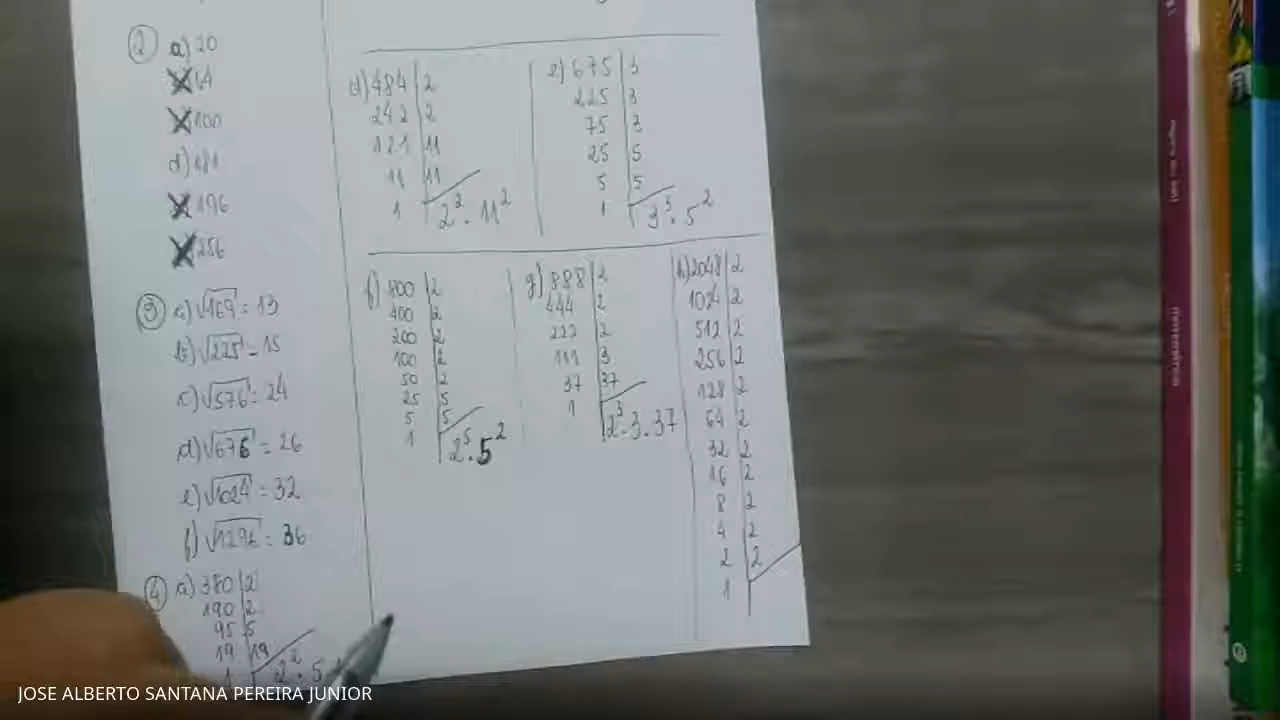 ② a) 20
64
100
d) 181
196
256
③ a) √169 = 13
b) √225 = 15
c) √576 = 24
d) √676 = 26
e) √1024 = 32
f) √1296 = 36
④ a) 380 | 2
190 | 2
95 | 5
19 | 19
1 | 2² . 5
d) 484 | 2
242 | 2
121 | 11
11 | 11
1 | 2² . 11²
e) 675 | 3
225 | 3
75 | 3
25 | 5
5 | 5
1 | 3³ . 5²
f) 800 | 2
400 | 2
200 | 2
100 | 2
50 | 2
25 | 5
5 | 5
1 | 2⁵ . 5²
g) 888 | 2
444 | 2
222 | 2
111 | 3
37 | 37
1 | 2³ . 3 . 37
h) 2048 | 2
1024 | 2
512 | 2
256 | 2
128 | 2
64 | 2
32 | 2
16 | 2
8 | 2
4 | 2
2 | 2
1
JOSE ALBERTO SANTANA PEREIRA JUNIOR